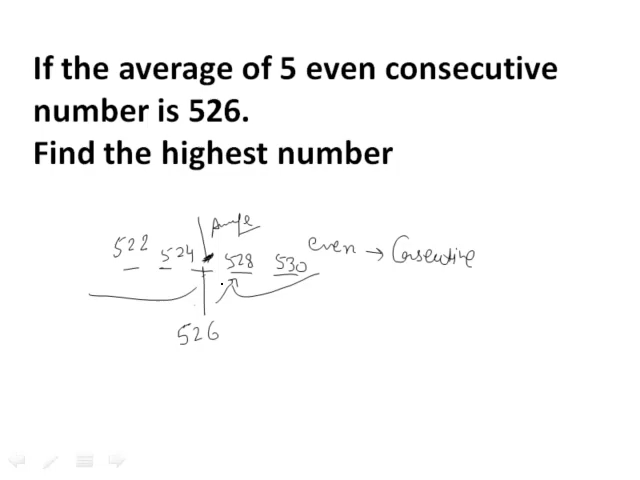 If the average of 5 even consecutive
number is 526.
Find the highest number
522 524 528 530 even → Consecutive
526